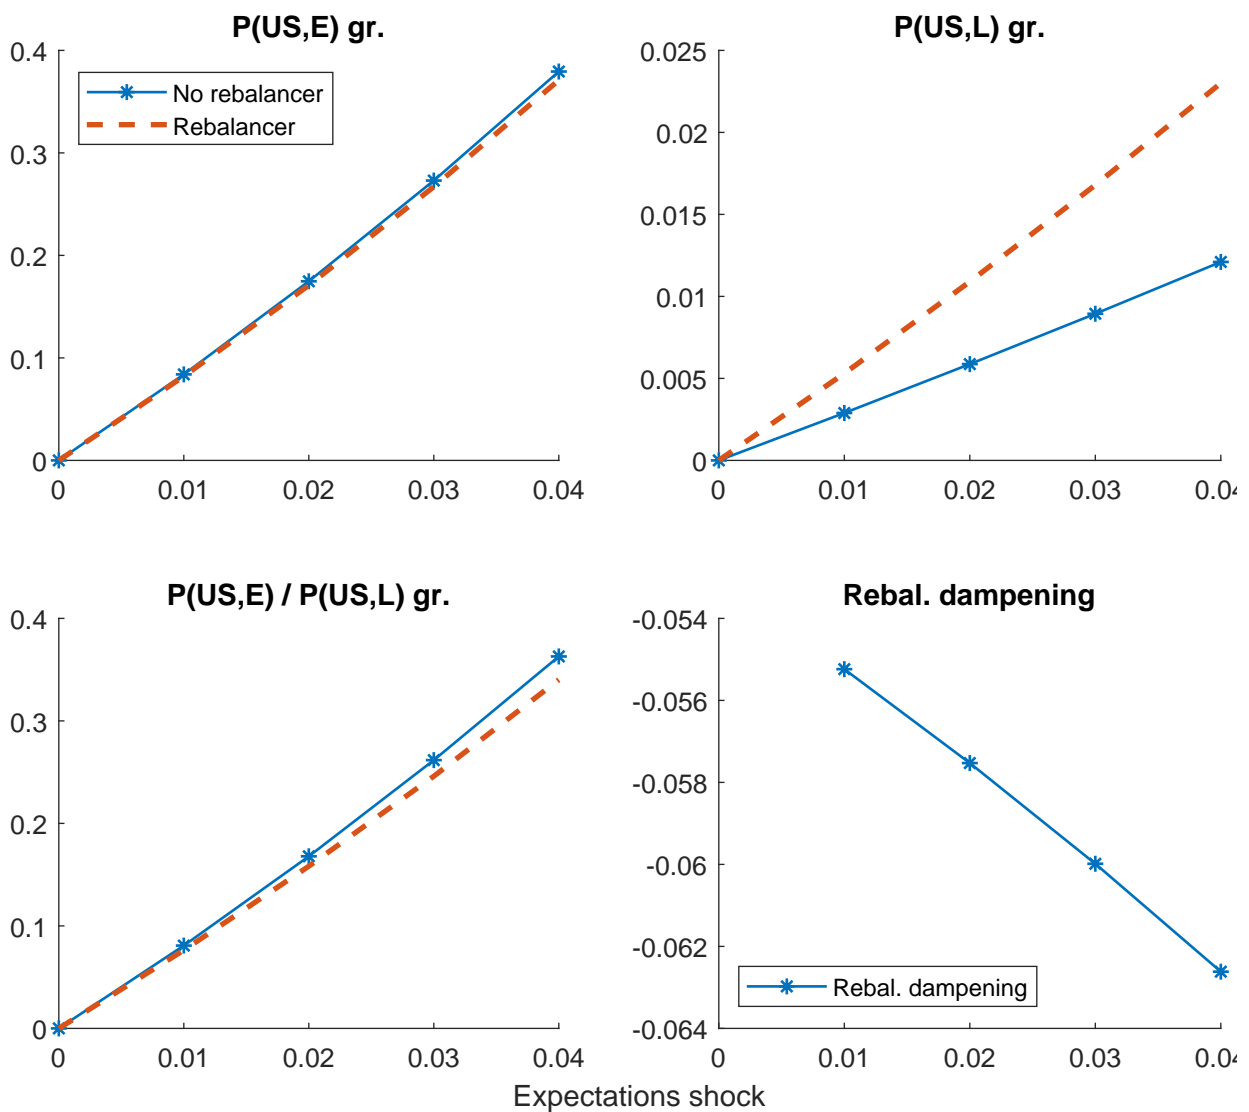 P(US,E) gr.
0.4
0.3
0.2
0.1
0
0 0.01 0.02 0.03 0.04
No rebalancer
Rebalancer
P(US,L) gr.
0.025
0.02
0.015
0.01
0.005
0
0 0.01 0.02 0.03 0.04
P(US,E) / P(US,L) gr.
0.4
0.3
0.2
0.1
0
0 0.01 0.02 0.03 0.04
Rebal. dampening
-0.054
-0.056
-0.058
-0.06
-0.062
-0.064
0 0.01 0.02 0.03 0.04
Rebal. dampening
Expectations shock